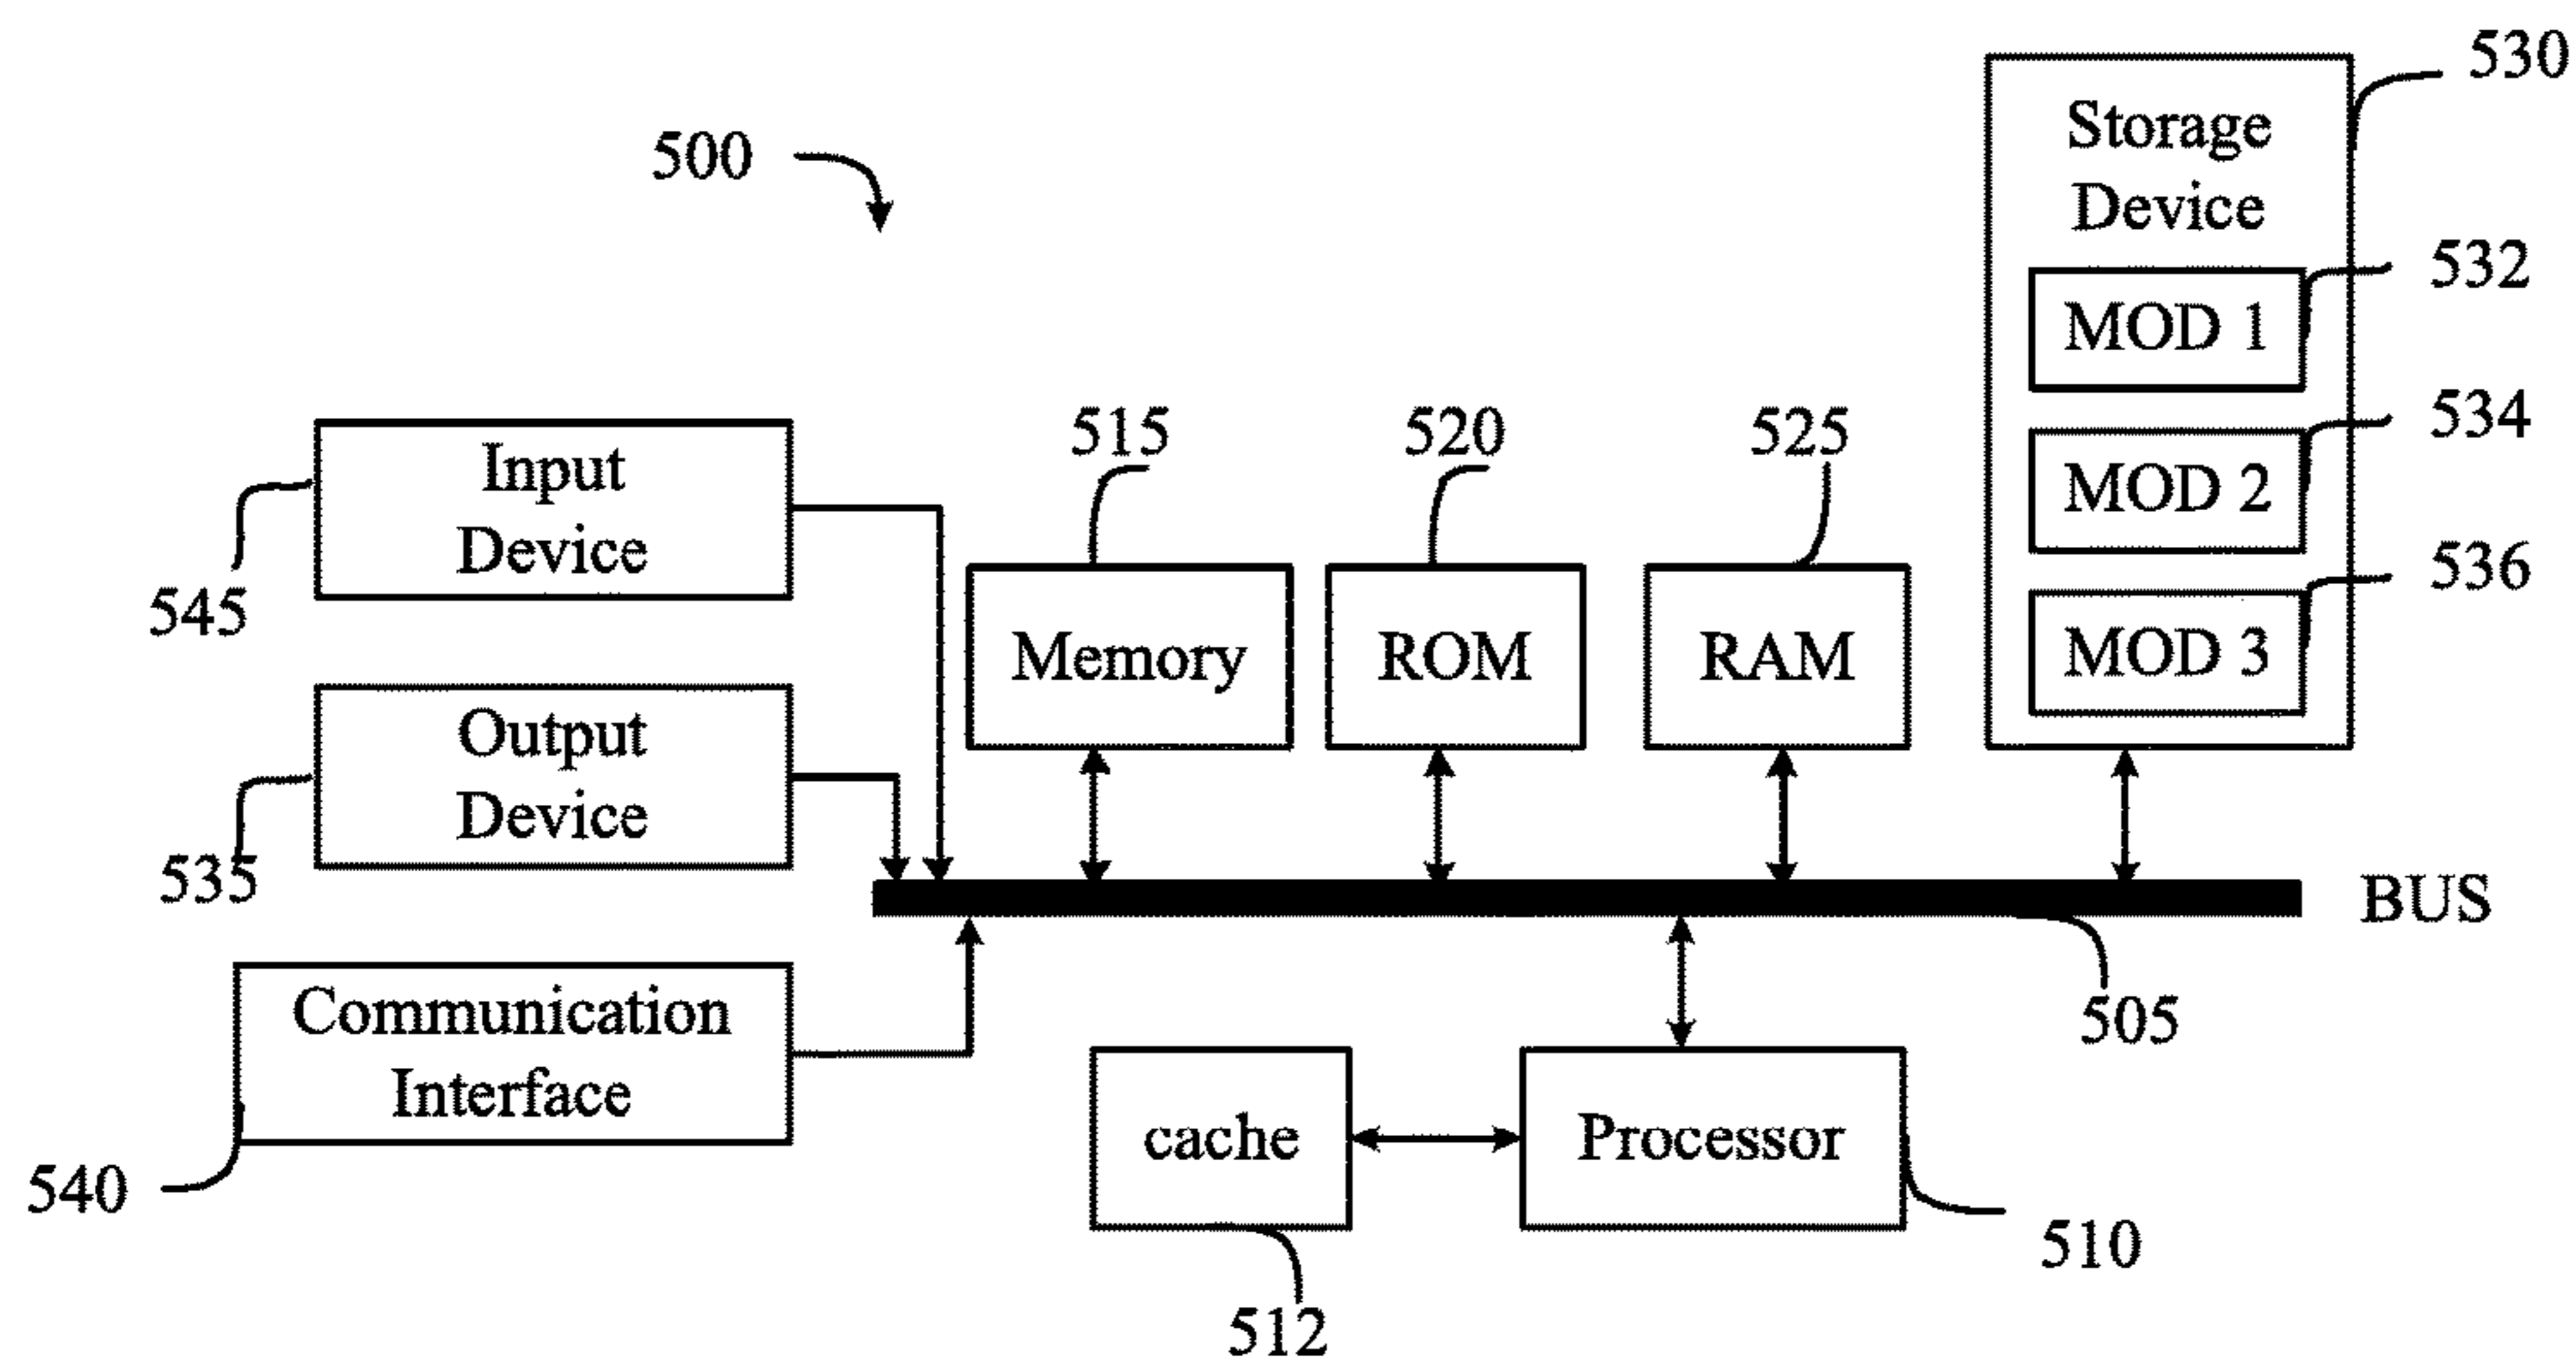 530
Storage
Device
500
532
MOD 1
534
MOD 2
536
MOD 3
515
520
525
Input
Device
545
Memory
ROM
RAM
Output
Device
535
BUS
Communication
Interface
540
505
cache
Processor
510
512